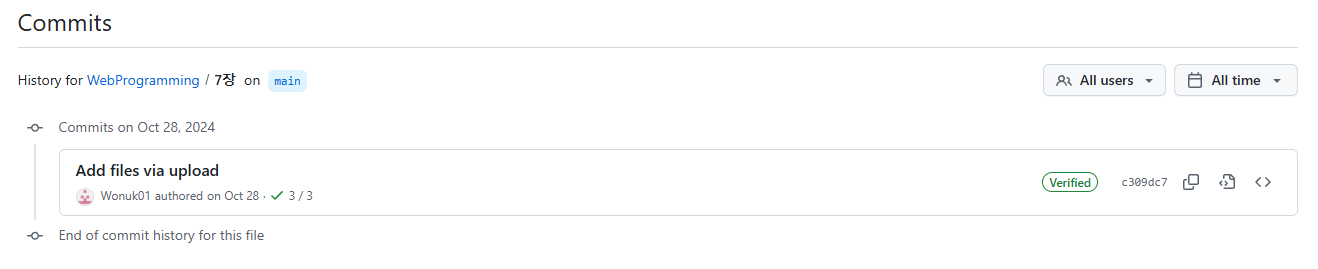 Commits
History for WebProgramming / 7장 on main
All users
All time
Commits on Oct 28, 2024
Add files via upload
Wonuk01 authored on Oct 28 · 3 / 3
Verified
c309dc7
End of commit history for this file